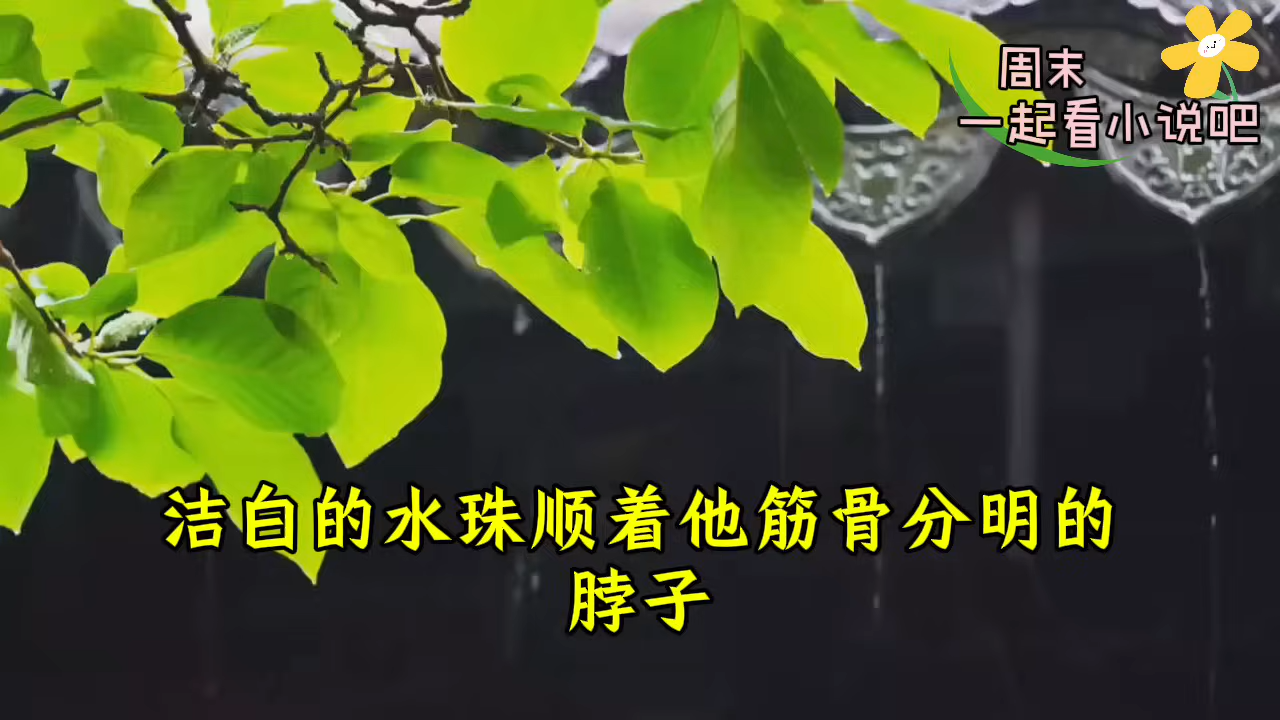 周末
一起看小说吧
洁自的水珠顺着他筋骨分明的
脖子